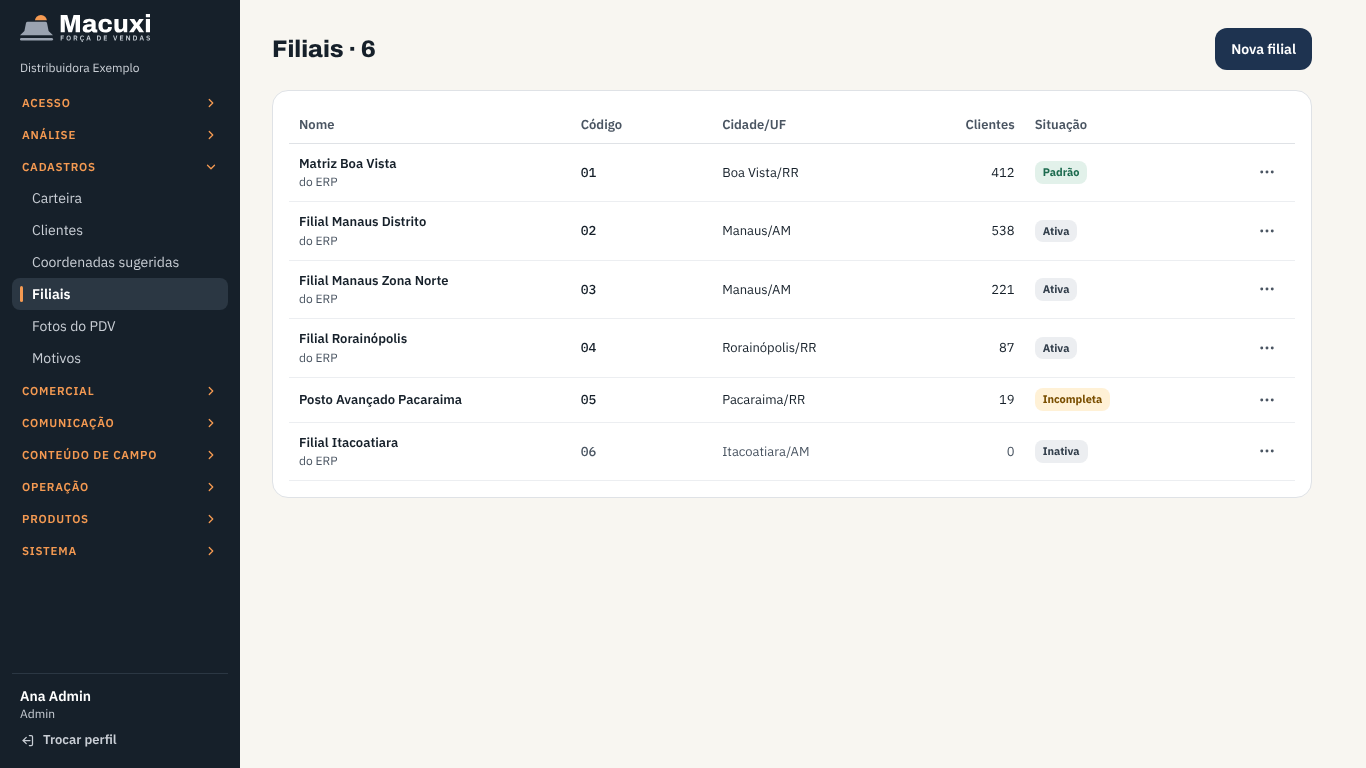 Macuxi
FORÇA DE VENDAS
Distribuidora Exemplo
ACESSO
ANÁLISE
CADASTROS
Carteira
Clientes
Coordenadas sugeridas
Filiais
Fotos do PDV
Motivos
COMERCIAL
COMUNICAÇÃO
CONTEÚDO DE CAMPO
OPERAÇÃO
PRODUTOS
SISTEMA
Ana Admin
Admin
Trocar perfil
Filiais · 6
Nova filial
Nome Código Cidade/UF Clientes Situação
Matriz Boa Vista
do ERP
01 Boa Vista/RR 412 Padrão
Filial Manaus Distrito
do ERP
02 Manaus/AM 538 Ativa
Filial Manaus Zona Norte
do ERP
03 Manaus/AM 221 Ativa
Filial Rorainópolis
do ERP
04 Rorainópolis/RR 87 Ativa
Posto Avançado Pacaraima 05 Pacaraima/RR 19 Incompleta
Filial Itacoatiara
do ERP
06 Itacoatiara/AM 0 Inativa